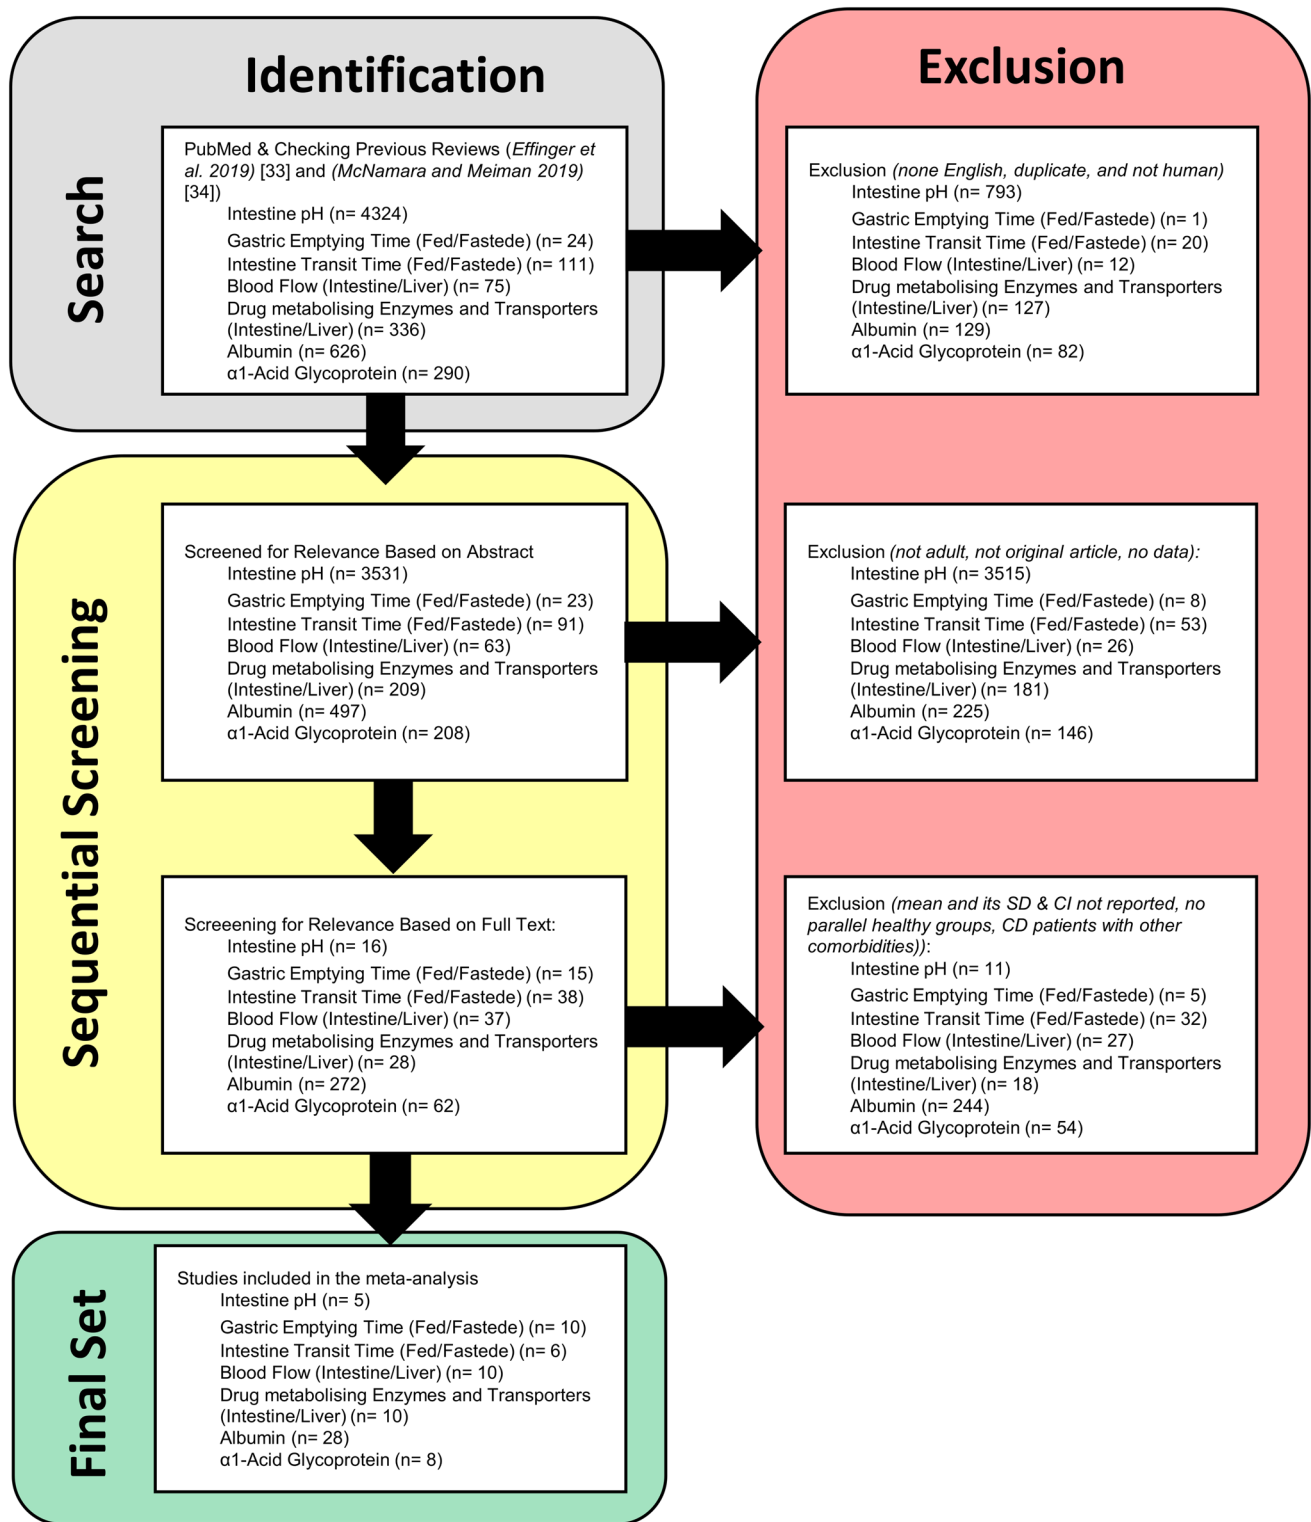 Identification
Exclusion
Search
PubMed & Checking Previous Reviews (Effinger et
al. 2019) [33] and (McNamara and Meiman 2019)
[34])
Intestine pH (n= 4324)
Gastric Emptying Time (Fed/Fastede) (n= 24)
Intestine Transit Time (Fed/Fastede) (n= 111)
Blood Flow (Intestine/Liver) (n= 75)
Drug metabolising Enzymes and Transporters
(Intestine/Liver) (n= 336)
Albumin (n= 626)
α1-Acid Glycoprotein (n= 290)
Exclusion (none English, duplicate, and not human)
Intestine pH (n= 793)
Gastric Emptying Time (Fed/Fastede) (n= 1)
Intestine Transit Time (Fed/Fastede) (n= 20)
Blood Flow (Intestine/Liver) (n= 12)
Drug metabolising Enzymes and Transporters
(Intestine/Liver) (n= 127)
Albumin (n= 129)
α1-Acid Glycoprotein (n= 82)
Sequential Screening
Screened for Relevance Based on Abstract
Intestine pH (n= 3531)
Gastric Emptying Time (Fed/Fastede) (n= 23)
Intestine Transit Time (Fed/Fastede) (n= 91)
Blood Flow (Intestine/Liver) (n= 63)
Drug metabolising Enzymes and Transporters
(Intestine/Liver) (n= 209)
Albumin (n= 497)
α1-Acid Glycoprotein (n= 208)
Exclusion (not adult, not original article, no data):
Intestine pH (n= 3515)
Gastric Emptying Time (Fed/Fastede) (n= 8)
Intestine Transit Time (Fed/Fastede) (n= 53)
Blood Flow (Intestine/Liver) (n= 26)
Drug metabolising Enzymes and Transporters
(Intestine/Liver) (n= 181)
Albumin (n= 225)
α1-Acid Glycoprotein (n= 146)
Screeening for Relevance Based on Full Text:
Intestine pH (n= 16)
Gastric Emptying Time (Fed/Fastede) (n= 15)
Intestine Transit Time (Fed/Fastede) (n= 38)
Blood Flow (Intestine/Liver) (n= 37)
Drug metabolising Enzymes and Transporters
(Intestine/Liver) (n= 28)
Albumin (n= 272)
α1-Acid Glycoprotein (n= 62)
Exclusion (mean and its SD & CI not reported, no
parallel healthy groups, CD patients with other
comorbidities)):
Intestine pH (n= 11)
Gastric Emptying Time (Fed/Fastede) (n= 5)
Intestine Transit Time (Fed/Fastede) (n= 32)
Blood Flow (Intestine/Liver) (n= 27)
Drug metabolising Enzymes and Transporters
(Intestine/Liver) (n= 18)
Albumin (n= 244)
α1-Acid Glycoprotein (n= 54)
Final Set
Studies included in the meta-analysis
Intestine pH (n= 5)
Gastric Emptying Time (Fed/Fastede) (n= 10)
Intestine Transit Time (Fed/Fastede) (n= 6)
Blood Flow (Intestine/Liver) (n= 10)
Drug metabolising Enzymes and Transporters
(Intestine/Liver) (n= 10)
Albumin (n= 28)
α1-Acid Glycoprotein (n= 8)